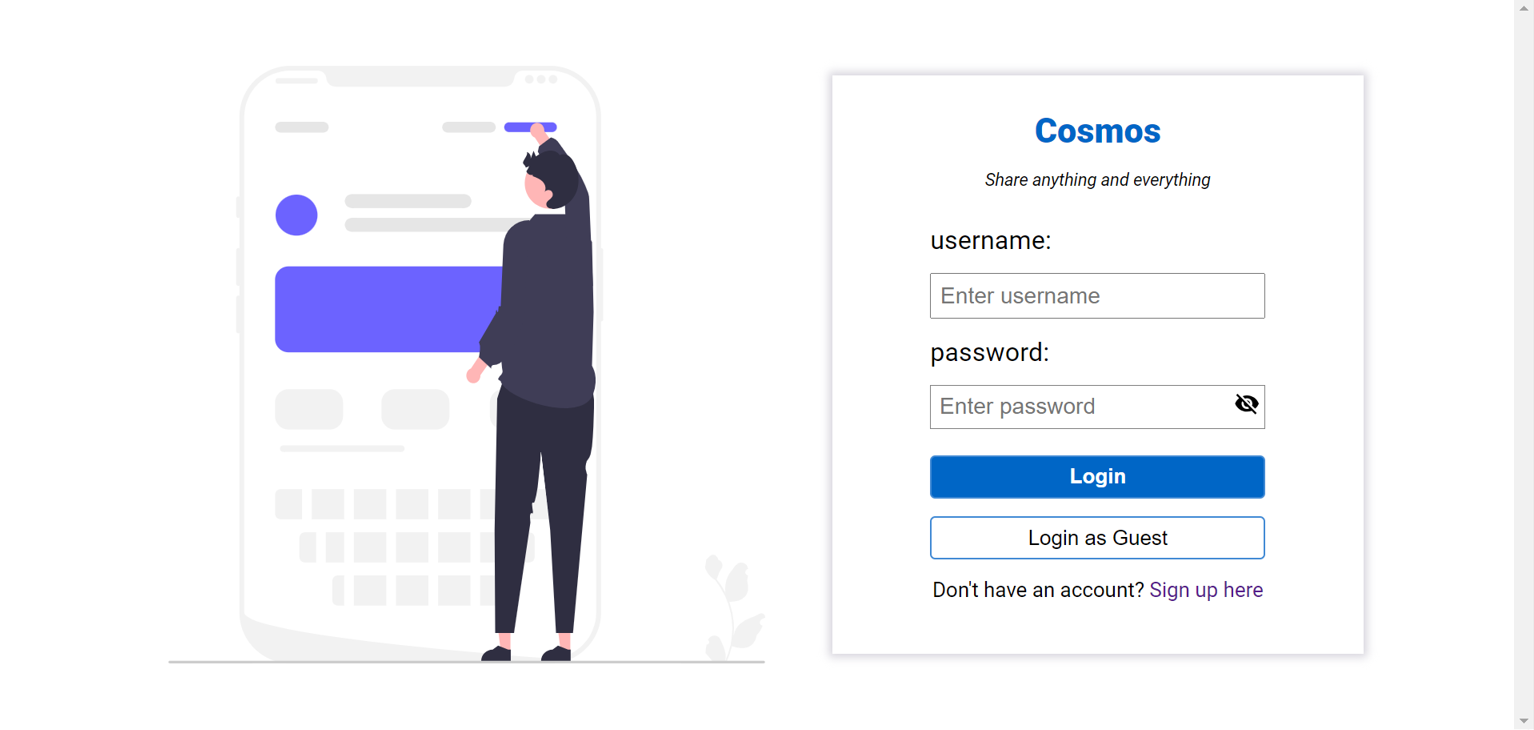 Cosmos
Share anything and everything
username:
Enter username
password:
Enter password
Login
Login as Guest
Don't have an account? Sign up here